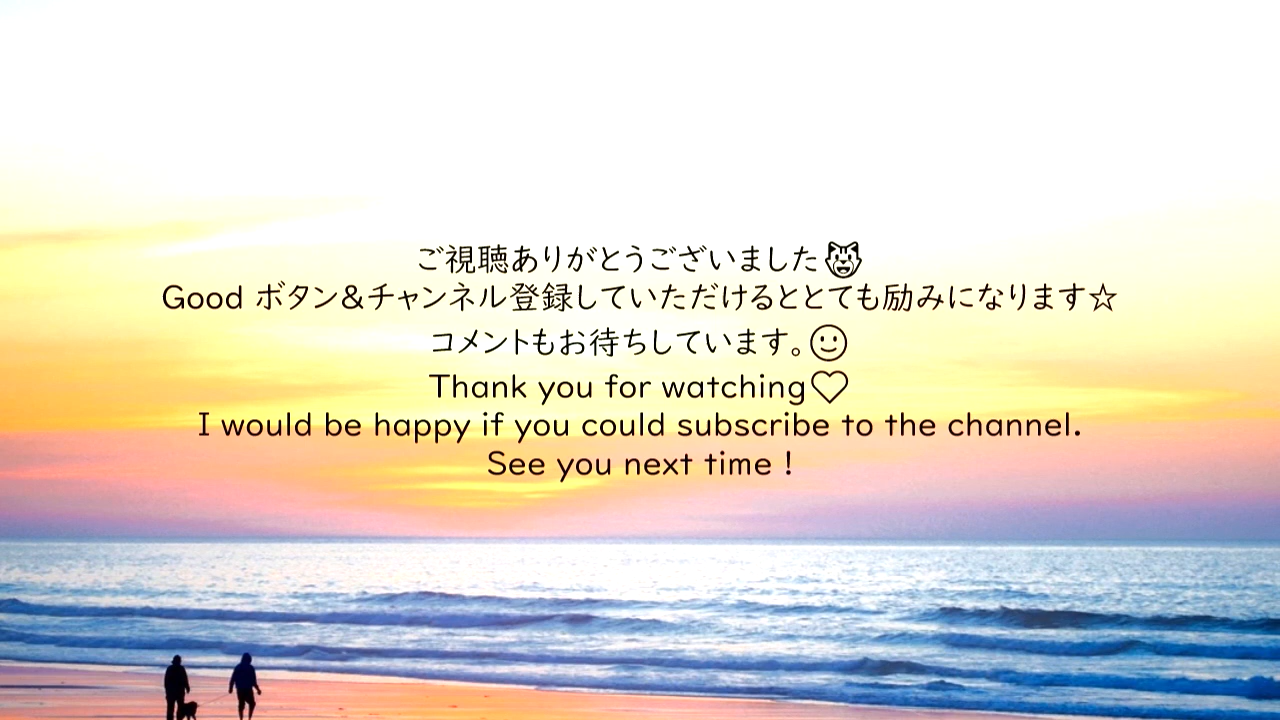 ご視聴ありがとうございました😸
Good ボタン&チャンネル登録していただけるととても励みになります☆
コメントもお待ちしています。☺
Thank you for watching♡
I would be happy if you could subscribe to the channel.
See you next time !